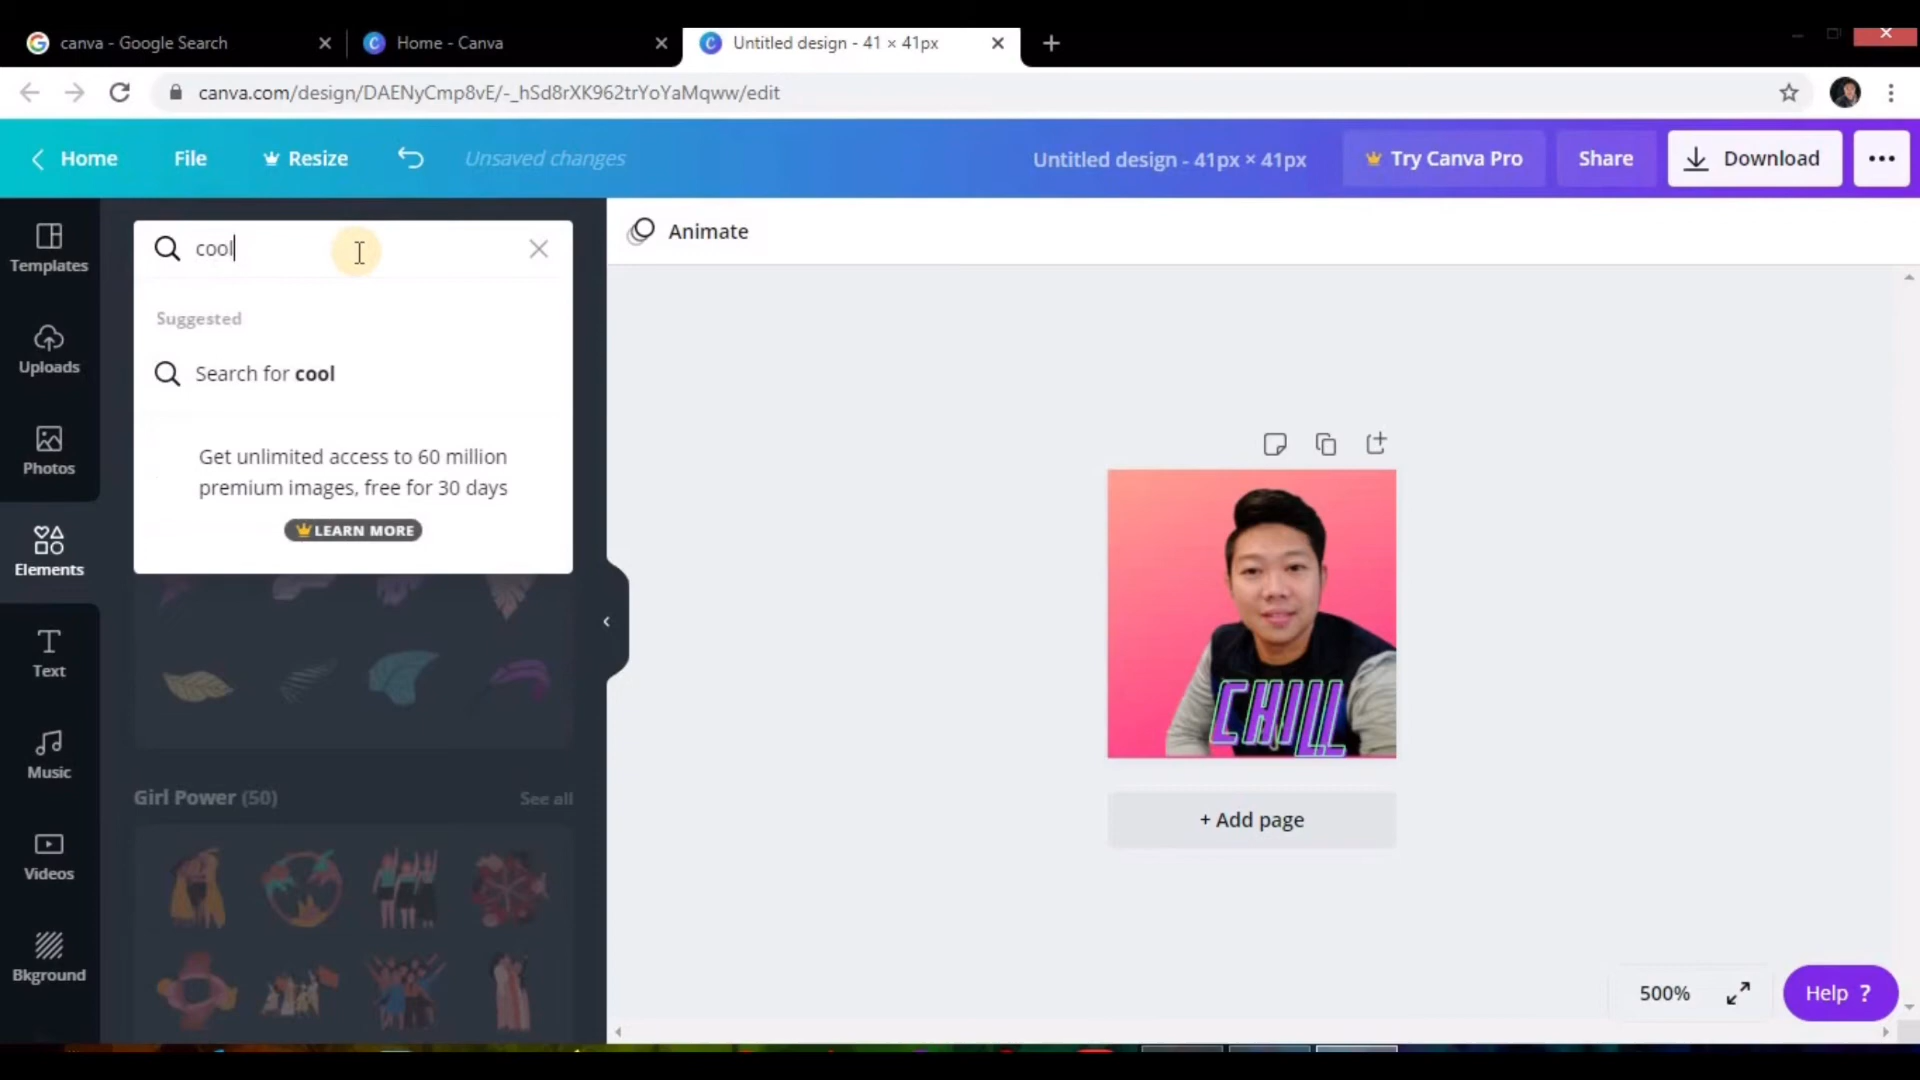 canva - Google Search
Home - Canva
Untitled design - 41 × 41px
canva.com/design/DAENyCmp8vE/-_hSd8rXK962trYoYaMqww/edit
Home
File
Resize
Unsaved changes
Untitled design - 41px × 41px
Try Canva Pro
Share
Download
Templates
Uploads
Photos
Elements
Text
Music
Videos
Bkground
cool
Suggested
Search for cool
Get unlimited access to 60 million
premium images, free for 30 days
LEARN MORE
Girl Power (50)
See all
Animate
CHILL
+ Add page
500%
Help ?